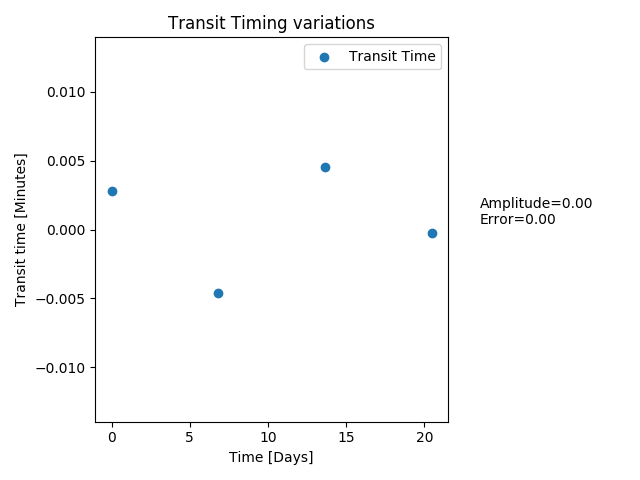 Transit Timing variations
Transit Time
0.010
0.005
0.000
−0.005
−0.010
Transit time [Minutes]
0 5 10 15 20
Time [Days]
Amplitude=0.00
Error=0.00